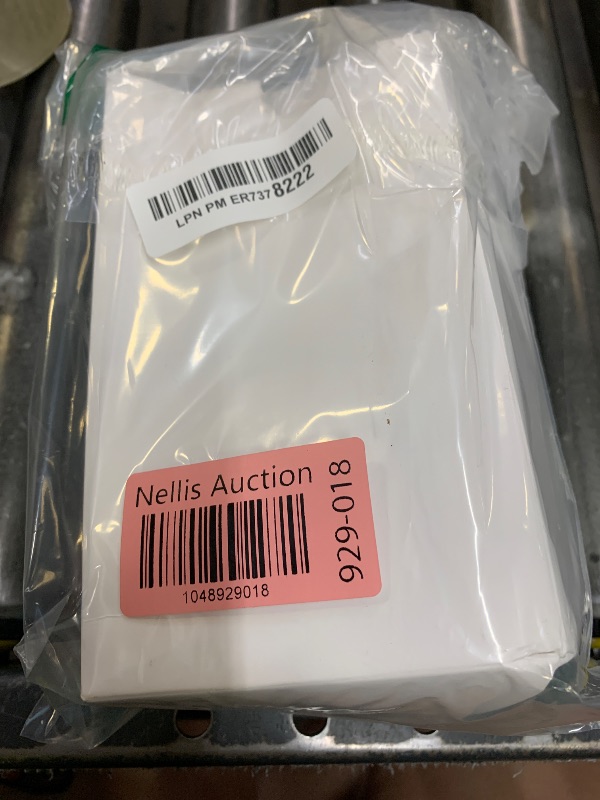 LPN PM ER7378222
Nellis Auction
1048929018
929-018